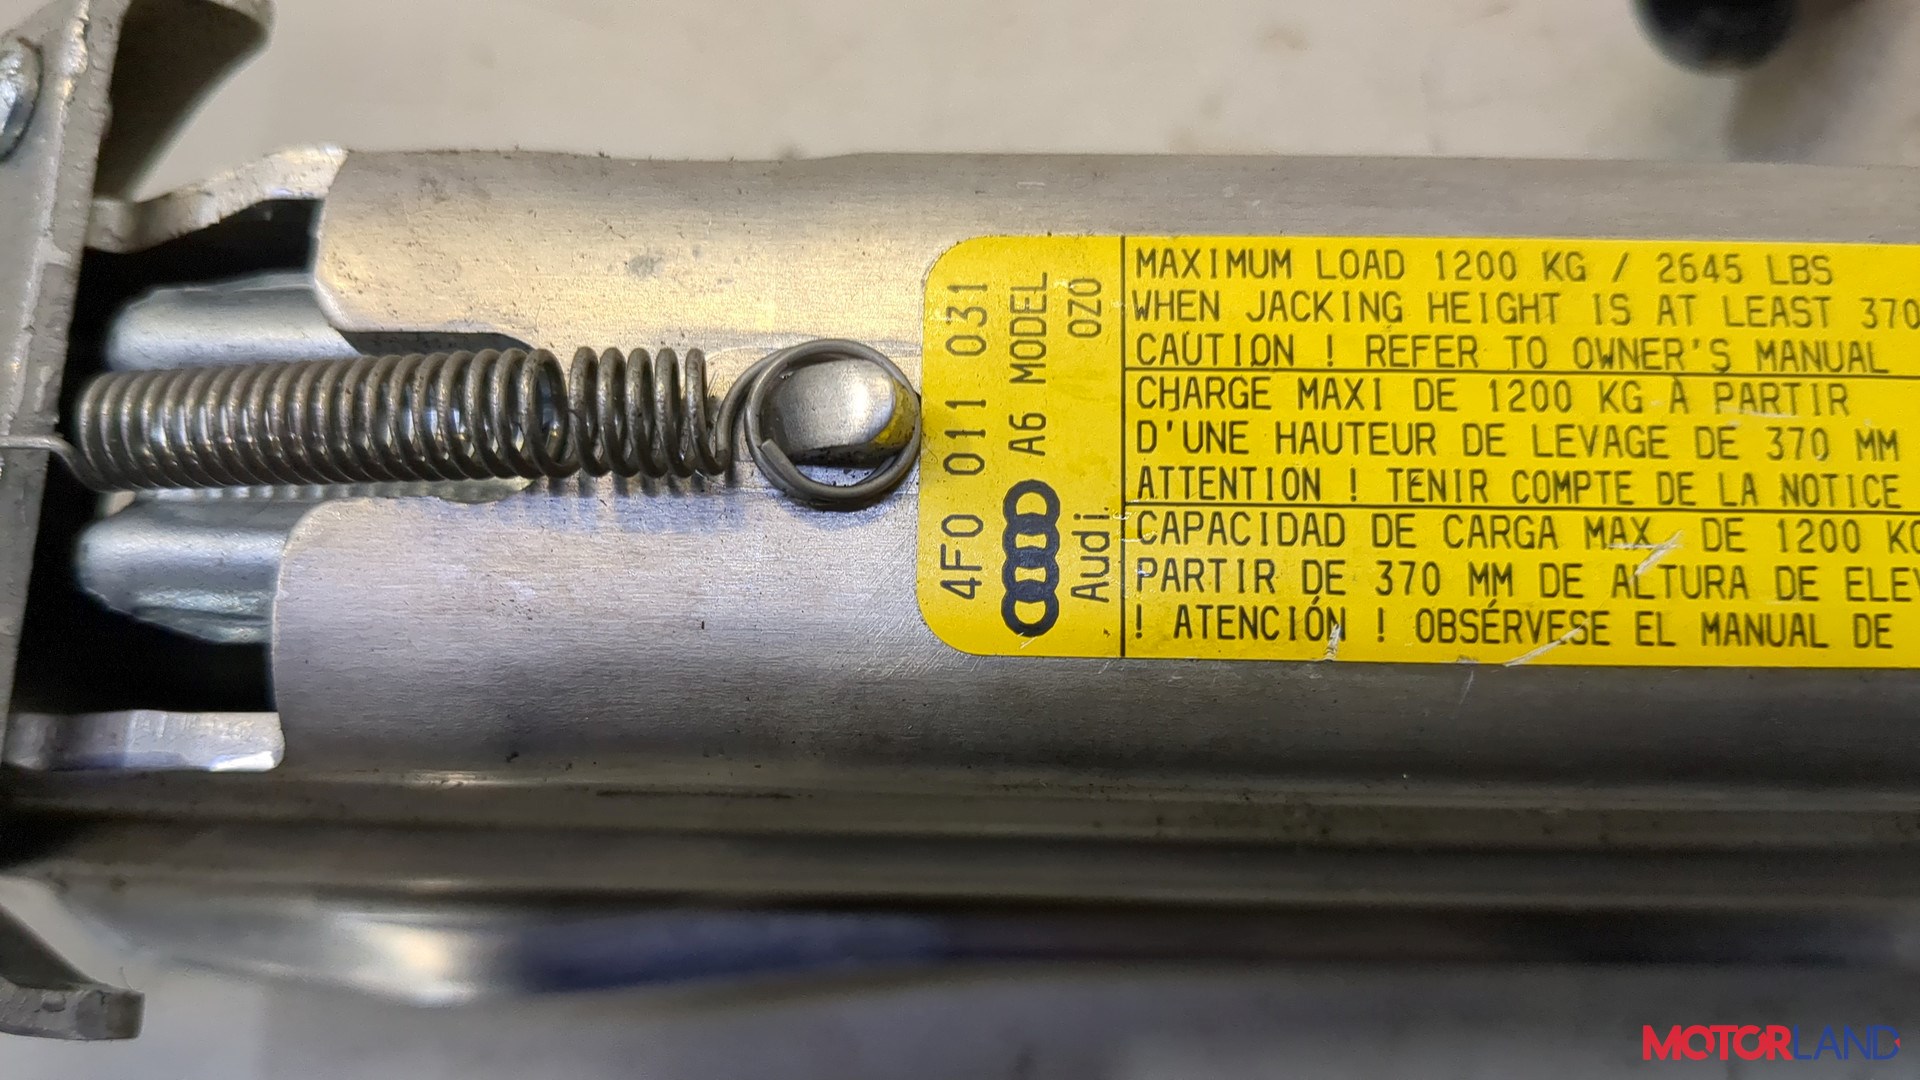 4F0 011 031
A6 MODEL
Audi
0Z0
MAXIMUM LOAD 1200 KG / 2645 LBS
WHEN JACKING HEIGHT IS AT LEAST 370
CAUTION ! REFER TO OWNER'S MANUAL
CHARGE MAXI DE 1200 KG À PARTIR
D'UNE HAUTEUR DE LEVAGE DE 370 MM
ATTENTION ! TENIR COMPTE DE LA NOTICE
CAPACIDAD DE CARGA MAX. DE 1200 KG
PARTIR DE 370 MM DE ALTURA DE ELEV
! ATENCIÓN ! OBSÉRVESE EL MANUAL DE
MOTORLAND